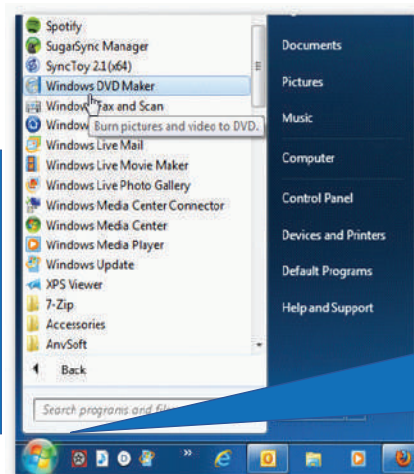 Spotify
SugarSync Manager
SyncToy 2.1(x64)
Windows DVD Maker
Windows Fax and Scan
Window
Burn pictures and video to DVD.
Windows Live Mail
Windows Live Movie Maker
Windows Live Photo Gallery
Windows Media Center Connector
Windows Media Center
Windows Media Player
Windows Update
XPS Viewer
7-Zip
Accessories
AnvSoft
Back
Search programs and
Documents
Pictures
Music
Computer
Control Panel
Devices and Printers
Default Programs
Help and Support